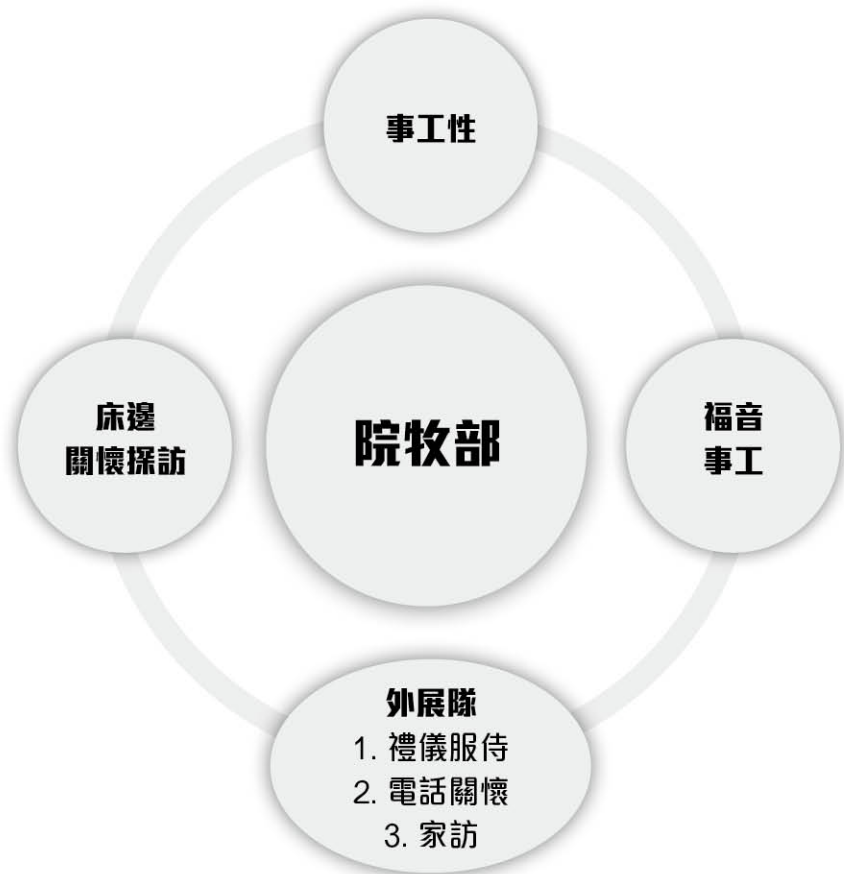 事工性
床邊
關懷探訪
院牧部
福音
事工
外展隊
1. 禮儀服侍
2. 電話關懷
3. 家訪